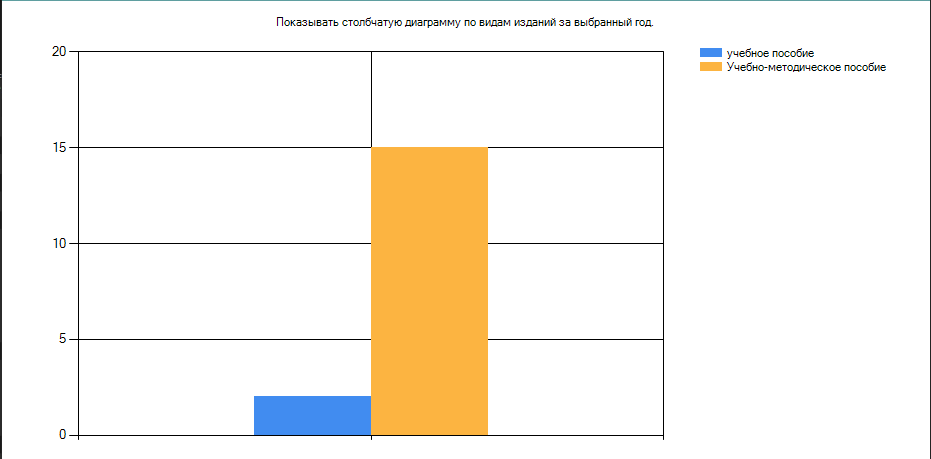 Показывать столбчатую диаграмму по видам изданий за выбранный год.
20
15
10
5
0
учебное пособие
Учебно-методическое пособие